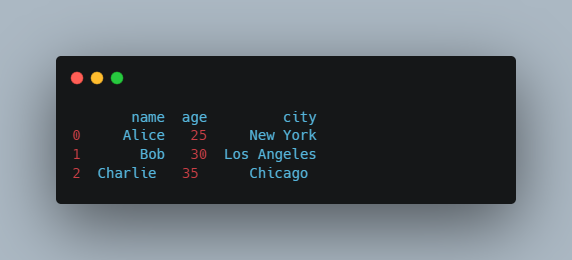 name age city
0 Alice 25 New York
1 Bob 30 Los Angeles
2 Charlie 35 Chicago